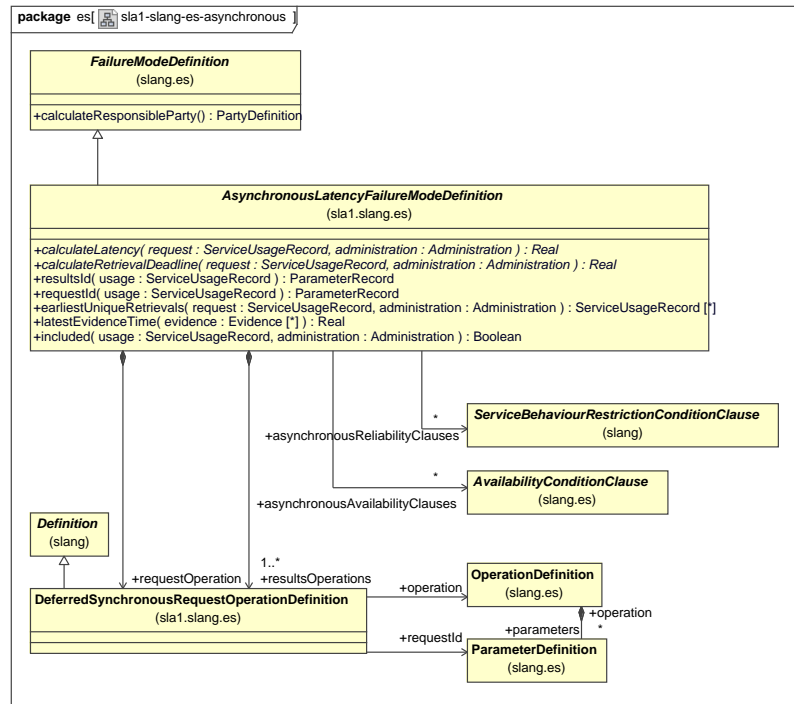 package es[ sla1-slang-es-asynchronous ]
FailureModeDefinition
(slang.es)
+calculateResponsibleParty() : PartyDefinition
AsynchronousLatencyFailureModeDefinition
(sla1.slang.es)
+calculateLatency( request : ServiceUsageRecord, administration : Administration ) : Real
+calculateRetrievalDeadline( request : ServiceUsageRecord, administration : Administration ) : Real
+resultsId( usage : ServiceUsageRecord ) : ParameterRecord
+requestId( usage : ServiceUsageRecord ) : ParameterRecord
+earliestUniqueRetrievals( request : ServiceUsageRecord, administration : Administration ) : ServiceUsageRecord [*]
+latestEvidenceTime( evidence : Evidence [*] ) : Real
+included( usage : ServiceUsageRecord, administration : Administration ) : Boolean
*
+asynchronousReliabilityClauses
ServiceBehaviourRestrictionConditionClause
(slang)
*
+asynchronousAvailabilityClauses
AvailabilityConditionClause
(slang.es)
Definition
(slang)
+requestOperation
1..*
+resultsOperations
DeferredSynchronousRequestOperationDefinition
(sla1.slang.es)
+operation
OperationDefinition
(slang.es)
+operation
+requestId
+parameters
*
ParameterDefinition
(slang.es)